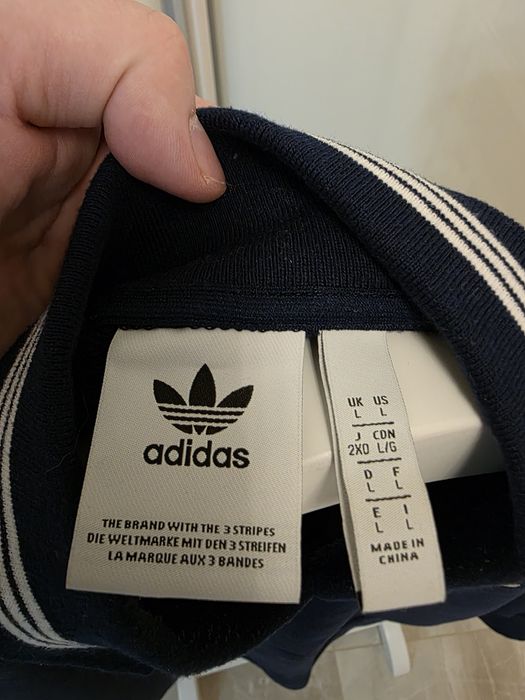 adidas
THE BRAND WITH THE 3 STRIPES
DIE WELTMARKE MIT DEN 3 STREIFEN
LA MARQUE AUX 3 BANDES
UK US
L L
J CDN
2XO L/G
D F
L L
E I
L L
MADE IN
CHINA